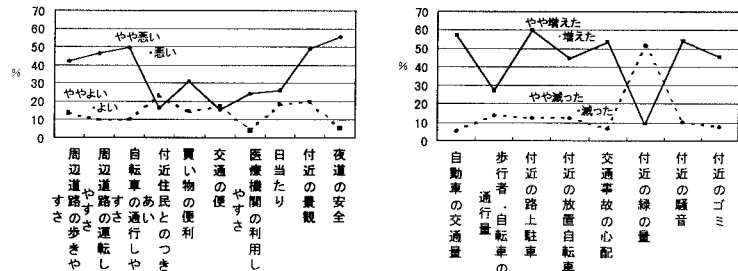 70
60
50
40
30
20
10
0
%
やや悪い
・悪い
ややよい
・よい
周辺道路の歩きやすさ
周辺道路の運転しやすさ
自転車の通行しやすさ
付近住民とのつきあい
買い物の便利
交通の便
医療機関の利用しやすさ
日当たり
付近の景観
夜道の安全
70
60
50
40
30
20
10
0
%
やや増えた
・増えた
やや減った
・減った
自動車の交通量
歩行者・自転車の通行量
付近の路上駐車
付近の放置自転車
交通事故の心配
付近の緑の量
付近の騒音
付近のゴミ